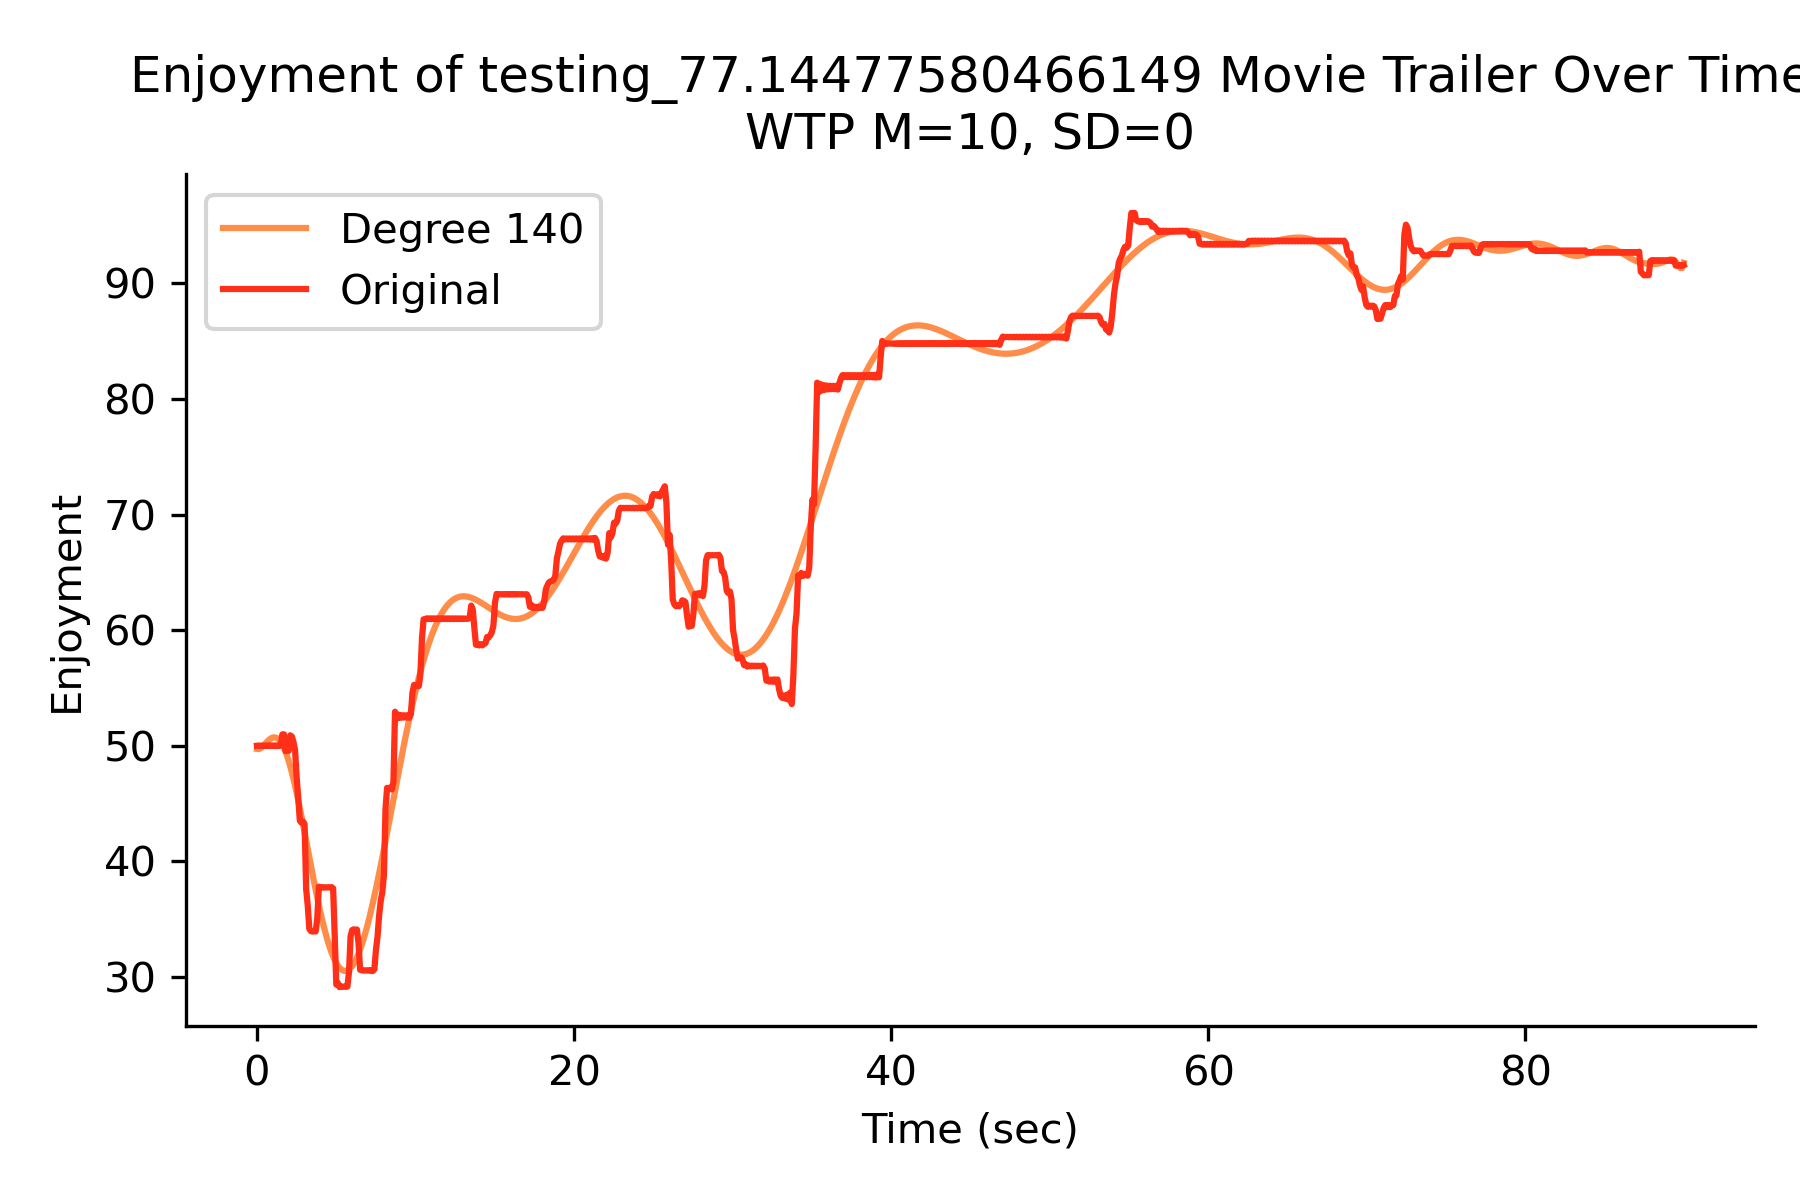 Enjoyment of testing_77.14477580466149 Movie Trailer Over Time
WTP M=10, SD=0
Degree 140
Original
Enjoyment
90
80
70
60
50
40
30
0 20 40 60 80
Time (sec)